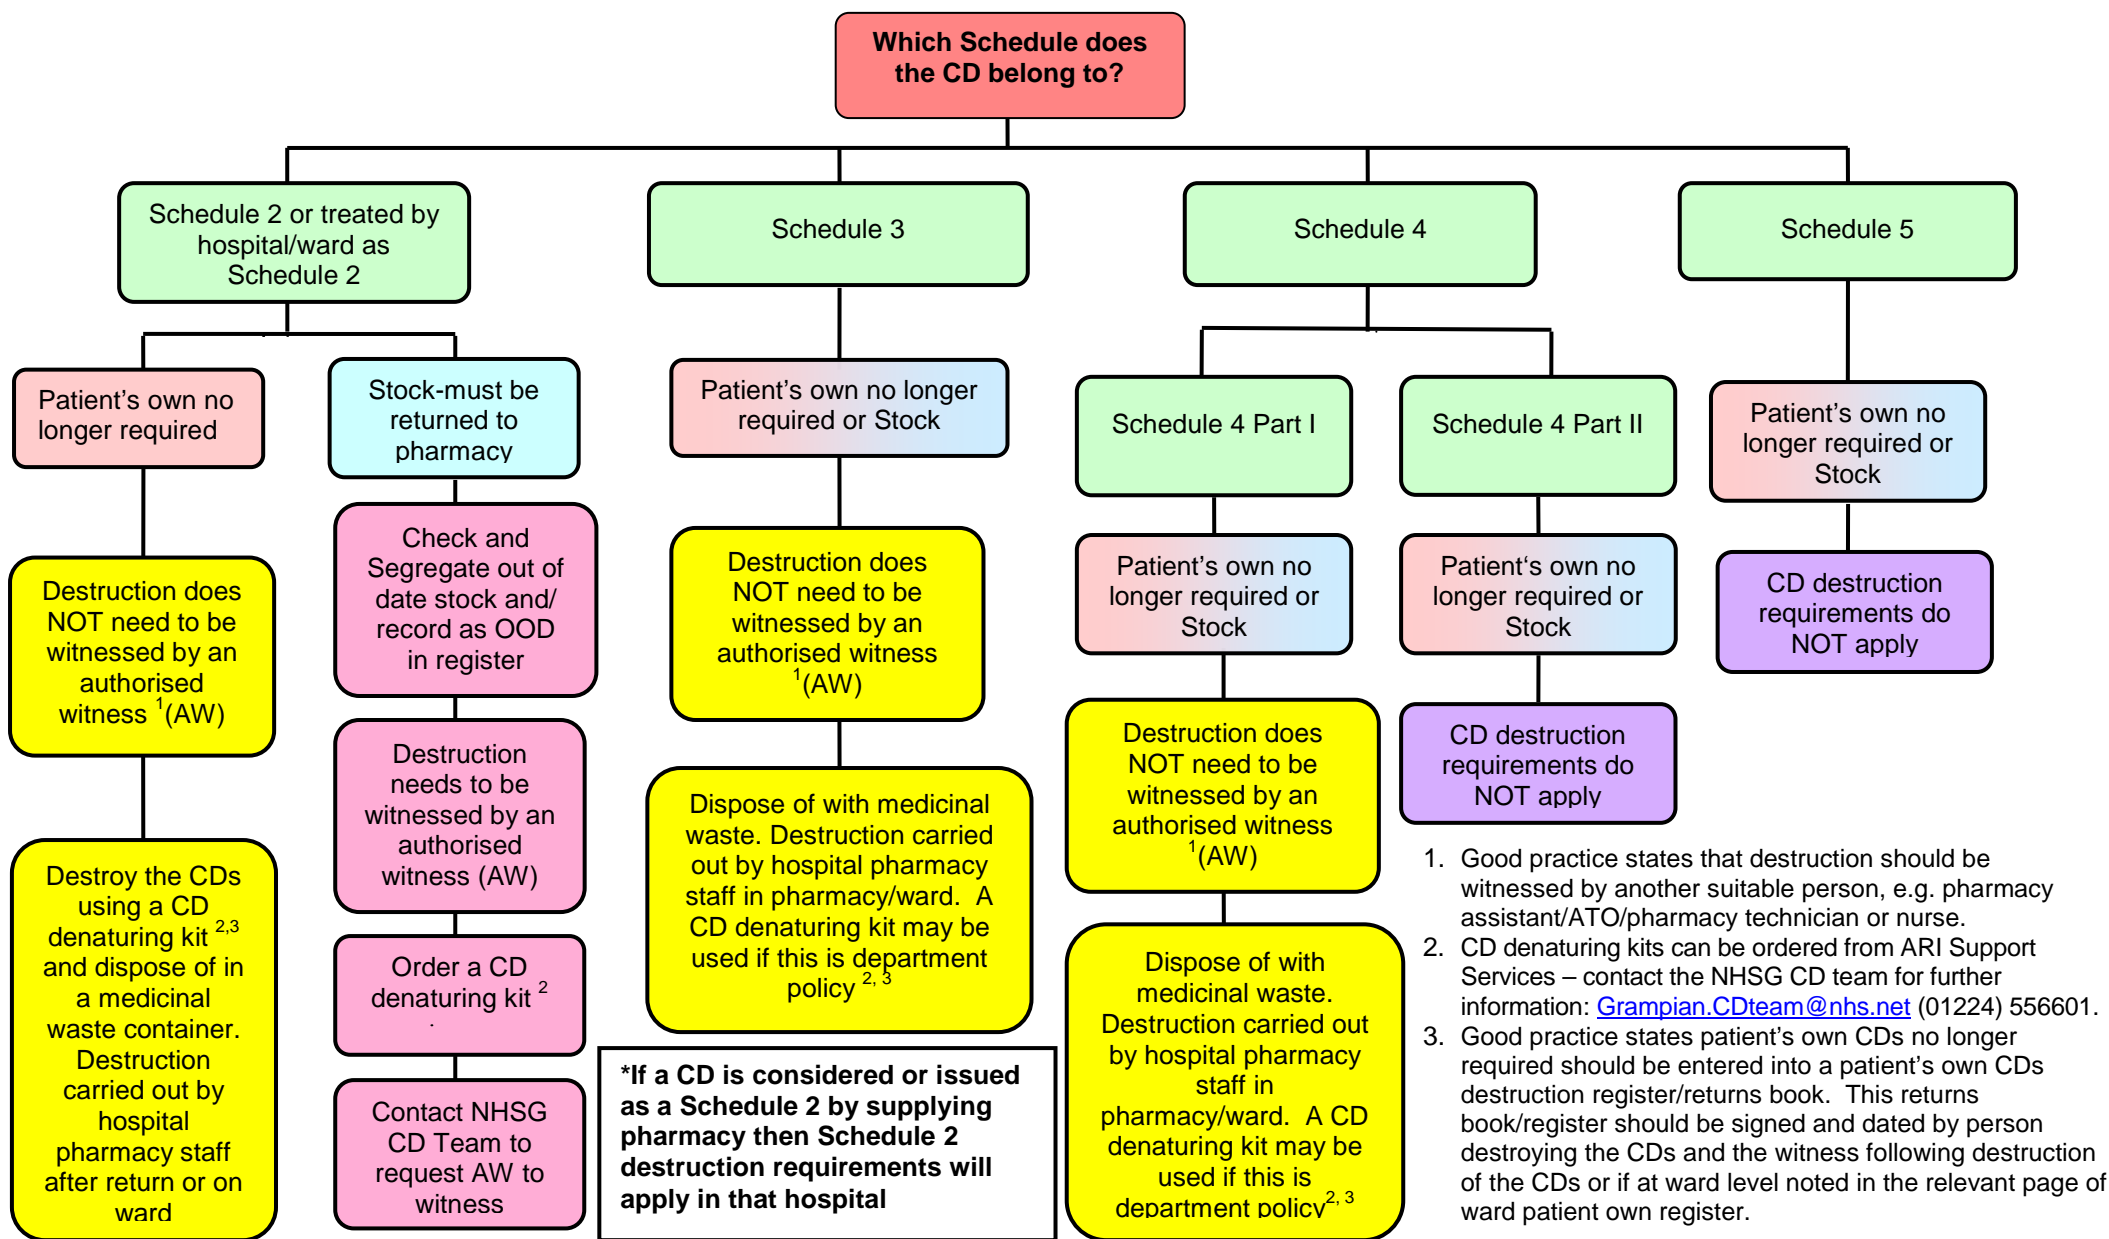 Which Schedule does
the CD belong to?
Schedule 2 or treated by
hospital/ward as
Schedule 2
Schedule 3
Schedule 4
Schedule 5
Patient's own no
longer required
Stock-must be
returned to
pharmacy
Patient's own no longer
required or Stock
Schedule 4 Part I
Schedule 4 Part II
Patient's own no
longer required or
Stock
Destruction does
NOT need to be
witnessed by an
authorised
witness ¹(AW)
Check and
Segregate out of
date stock and/
record as OOD
in register
Destruction does
NOT need to be
witnessed by an
authorised witness
¹(AW)
Patient's own no
longer required or
Stock
Patient‘s own no
longer required or
Stock
CD destruction
requirements do
NOT apply
Destruction
needs to be
witnessed by an
authorised
witness (AW)
Destruction does
NOT need to be
witnessed by an
authorised witness
¹(AW)
CD destruction
requirements do
NOT apply
Destroy the CDs
using a CD
denaturing kit ²,³
and dispose of in
a medicinal
waste container.
Destruction
carried out by
hospital
pharmacy staff
after return or on
ward
Order a CD
denaturing kit ²
.
Contact NHSG
CD Team to
request AW to
witness
Dispose of with medicinal
waste. Destruction carried
out by hospital pharmacy
staff in pharmacy/ward. A
CD denaturing kit may be
used if this is department
policy ²,³
*If a CD is considered or issued
as a Schedule 2 by supplying
pharmacy then Schedule 2
destruction requirements will
apply in that hospital
Dispose of with
medicinal waste.
Destruction carried out
by hospital pharmacy
staff in
pharmacy/ward. A CD
denaturing kit may be
used if this is
department policy²,³
1. Good practice states that destruction should be
witnessed by another suitable person, e.g. pharmacy
assistant/ATO/pharmacy technician or nurse.
2. CD denaturing kits can be ordered from ARI Support
Services – contact the NHSG CD team for further
information: Grampian.CDteam@nhs.net (01224) 556601.
3. Good practice states patient's own CDs no longer
required should be entered into a patient's own CDs
destruction register/returns book. This returns
book/register should be signed and dated by person
destroying the CDs and the witness following destruction
of the CDs or if at ward level noted in the relevant page of
ward patient own register.